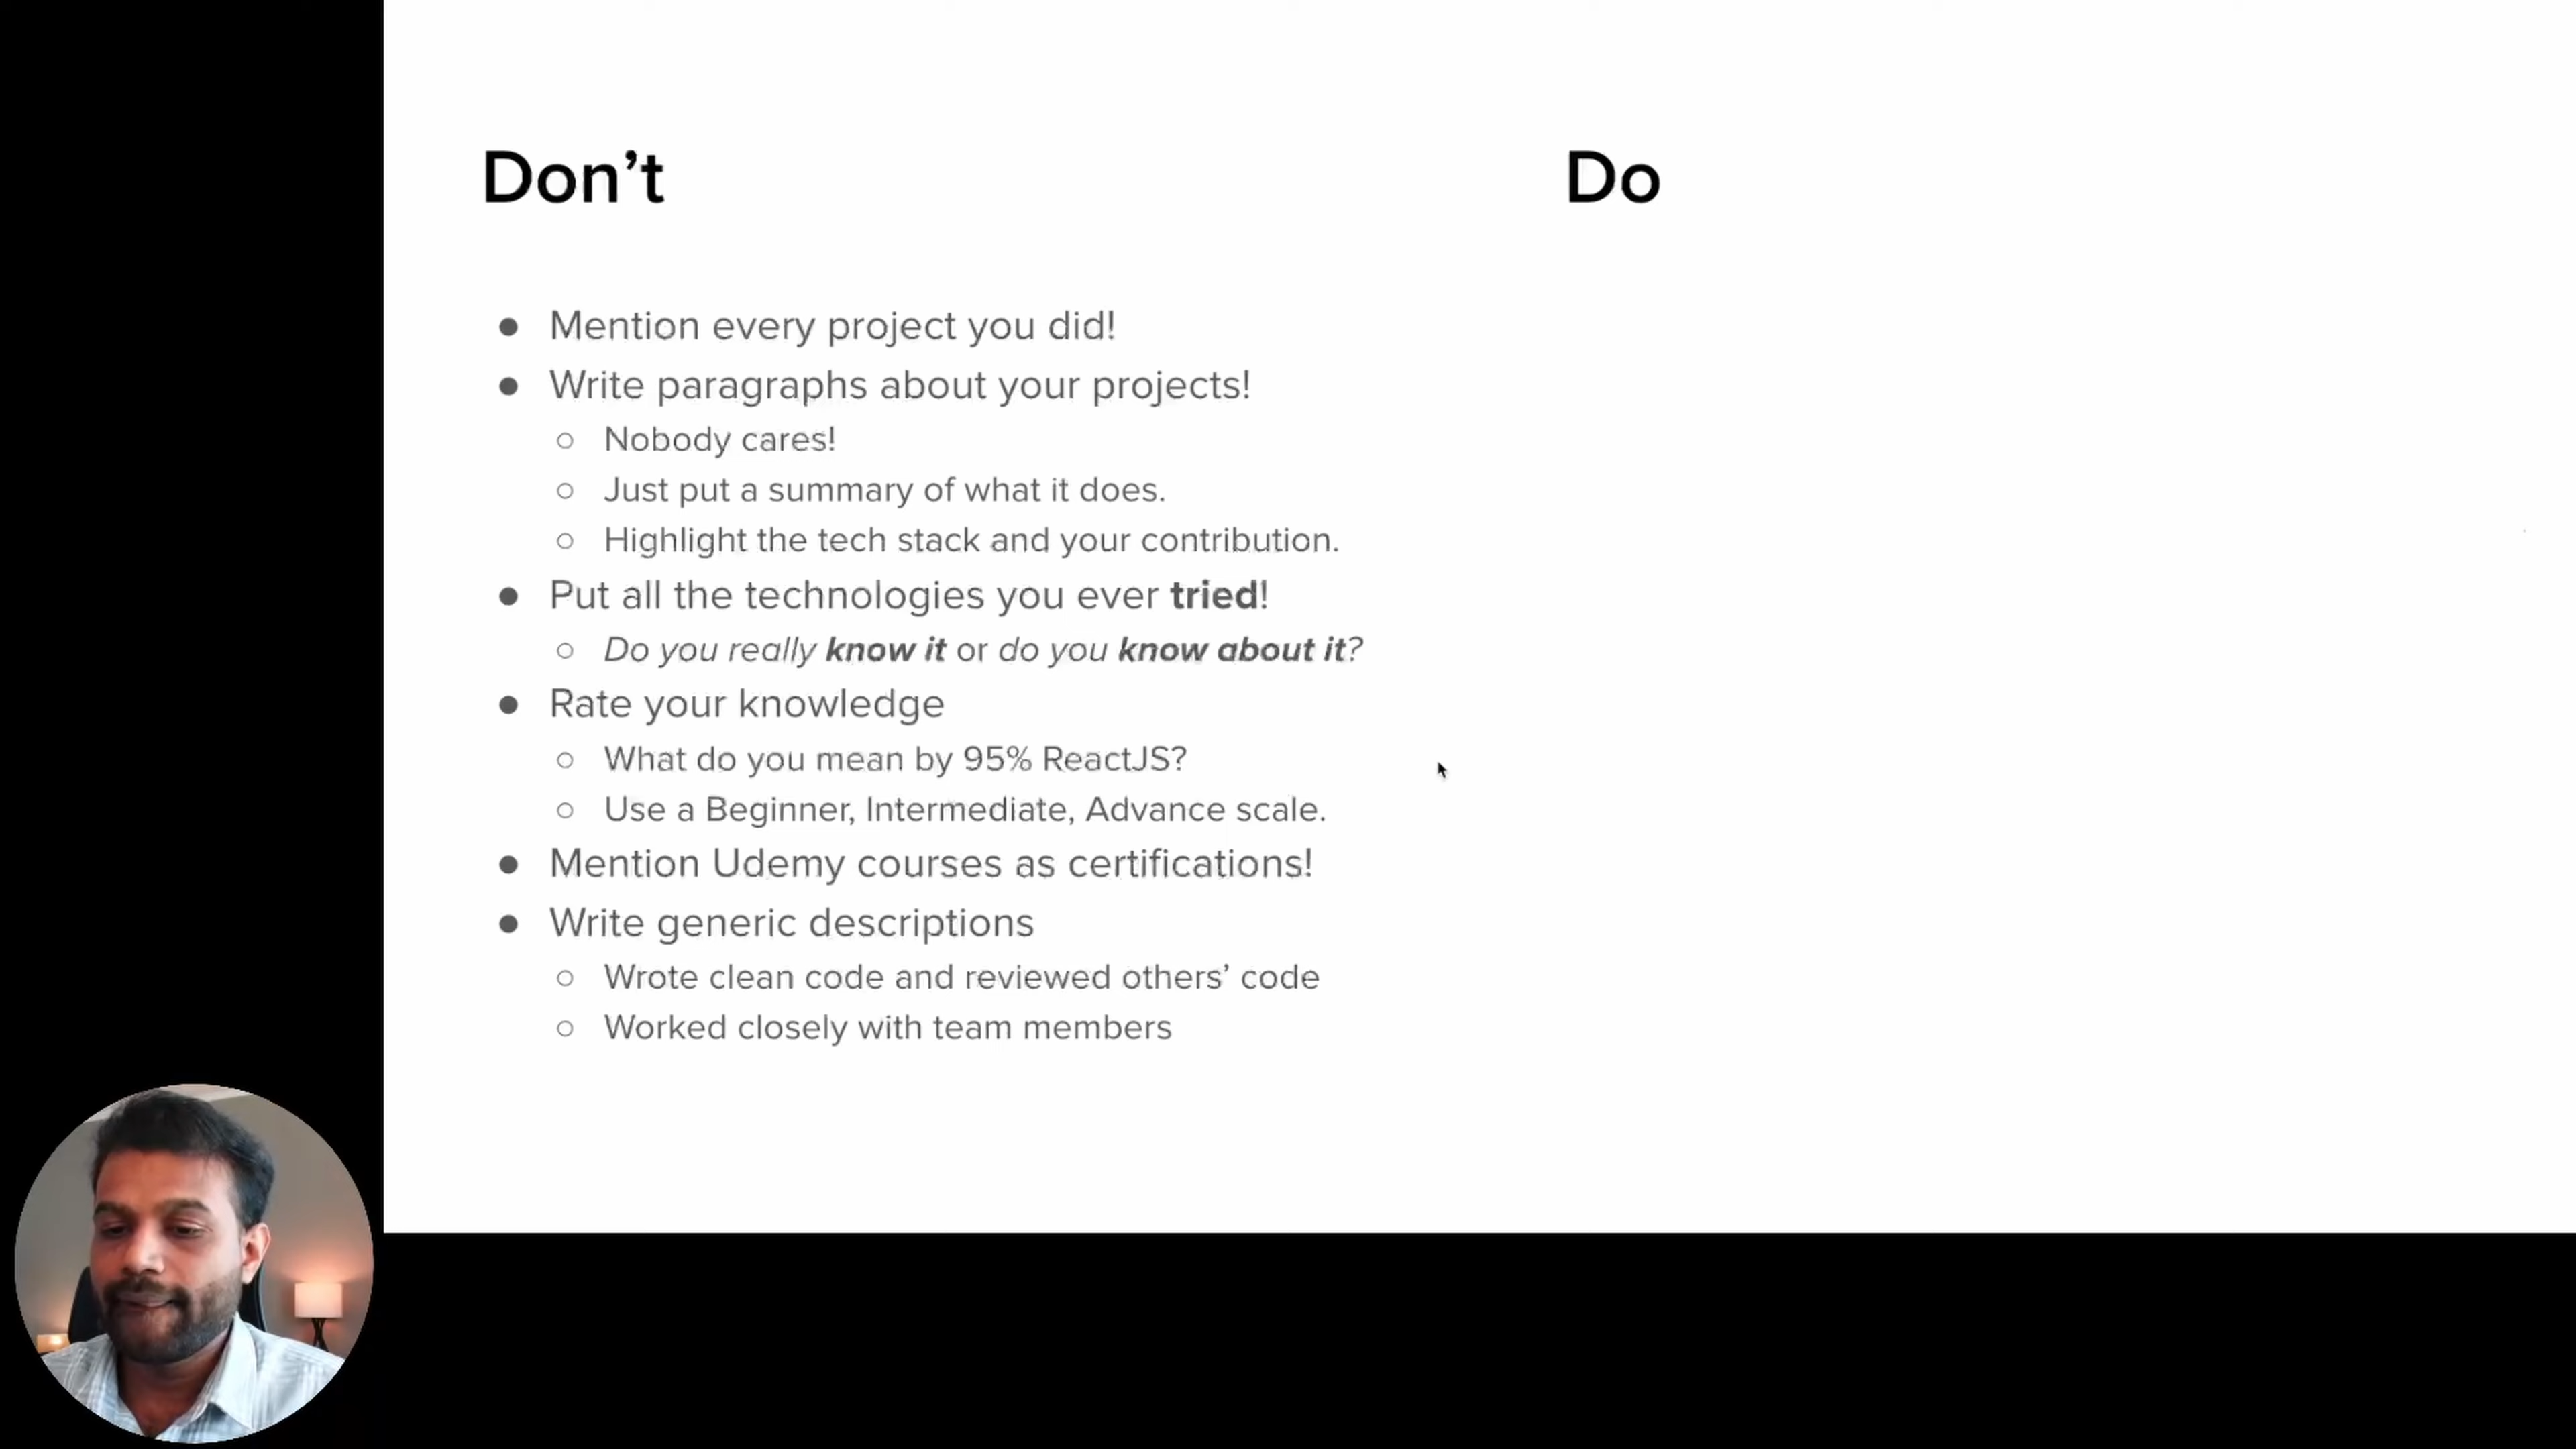 Don’t
Do
● Mention every project you did!
● Write paragraphs about your projects!
○ Nobody cares!
○ Just put a summary of what it does.
○ Highlight the tech stack and your contribution.
● Put all the technologies you ever tried!
○ Do you really know it or do you know about it?
● Rate your knowledge
○ What do you mean by 95% ReactJS?
○ Use a Beginner, Intermediate, Advance scale.
● Mention Udemy courses as certifications!
● Write generic descriptions
○ Wrote clean code and reviewed others’ code
○ Worked closely with team members